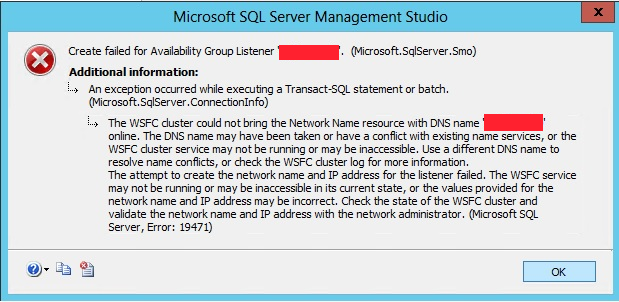 Microsoft SQL Server Management Studio
x
Create failed for Availability Group Listener '        '. (Microsoft.SqlServer.Smo)
Additional information:
An exception occurred while executing a Transact-SQL statement or batch.
(Microsoft.SqlServer.ConnectionInfo)
The WSFC cluster could not bring the Network Name resource with DNS name '        '
online. The DNS name may have been taken or have a conflict with existing name services, or the
WSFC cluster service may not be running or may be inaccessible. Use a different DNS name to
resolve name conflicts, or check the WSFC cluster log for more information.
The attempt to create the network name and IP address for the listener failed. The WSFC service
may not be running or may be inaccessible in its current state, or the values provided for the
network name and IP address may be incorrect. Check the state of the WSFC cluster and
validate the network name and IP address with the network administrator. (Microsoft SQL
Server, Error: 19471)
OK